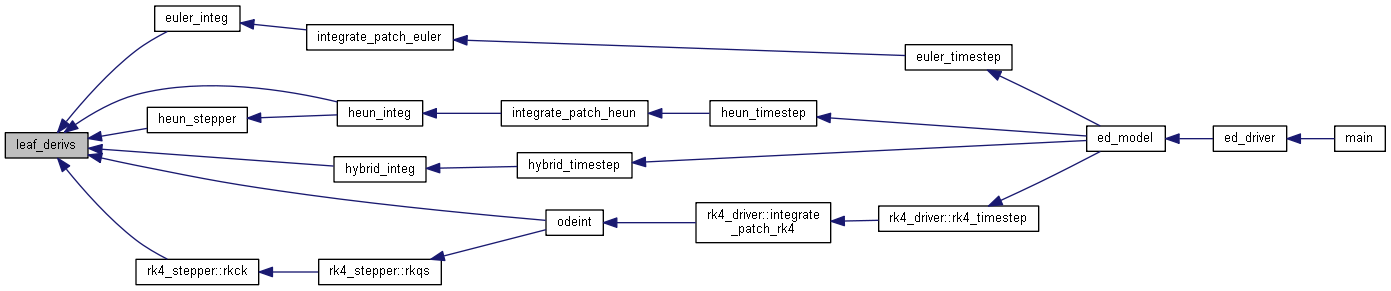 euler_integ
integrate_patch_euler
euler_timestep
heun_stepper
heun_integ
integrate_patch_heun
heun_timestep
leaf_derivs
ed_model
ed_driver
main
hybrid_integ
hybrid_timestep
odeint
rk4_driver::integrate
_patch_rk4
rk4_driver::rk4_timestep
rk4_stepper::rkck
rk4_stepper::rkqs